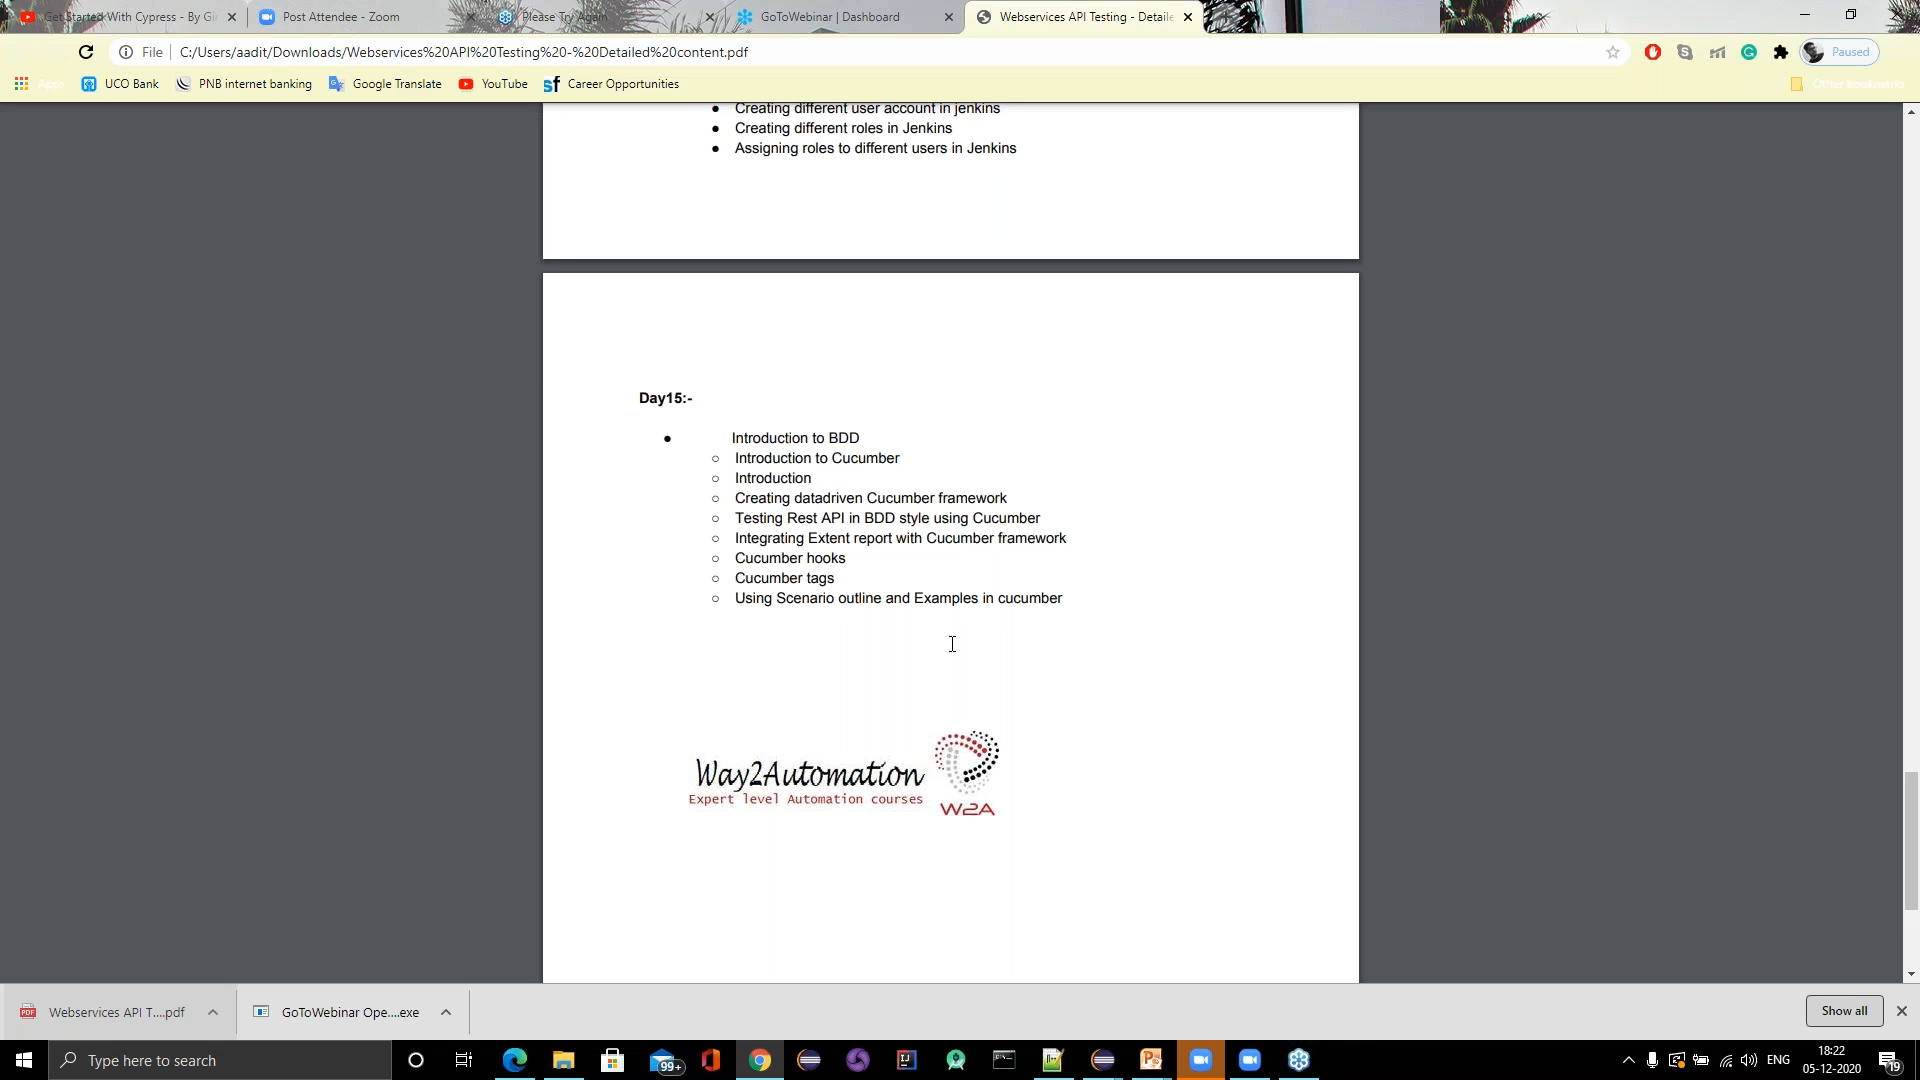 Get Started With Cypress - By Gi
Post Attendee - Zoom
Please Try Again
GoToWebinar | Dashboard
Webservices API Testing - Detaile
File
C:/Users/aadit/Downloads/Webservices%20API%20Testing%20-%20Detailed%20content.pdf
Paused
Apps
UCO Bank
PNB internet banking
Google Translate
YouTube
Career Opportunities
Other bookmarks
● Creating different user account in jenkins
● Creating different roles in Jenkins
● Assigning roles to different users in Jenkins
Day15:-
● Introduction to BDD
○ Introduction to Cucumber
○ Introduction
○ Creating datadriven Cucumber framework
○ Testing Rest API in BDD style using Cucumber
○ Integrating Extent report with Cucumber framework
○ Cucumber hooks
○ Cucumber tags
○ Using Scenario outline and Examples in cucumber
Way2Automation
Expert level Automation courses
W2A
Webservices API T....pdf
GoToWebinar Ope....exe
Show all
Type here to search
99+
ENG
18:22
05-12-2020
19